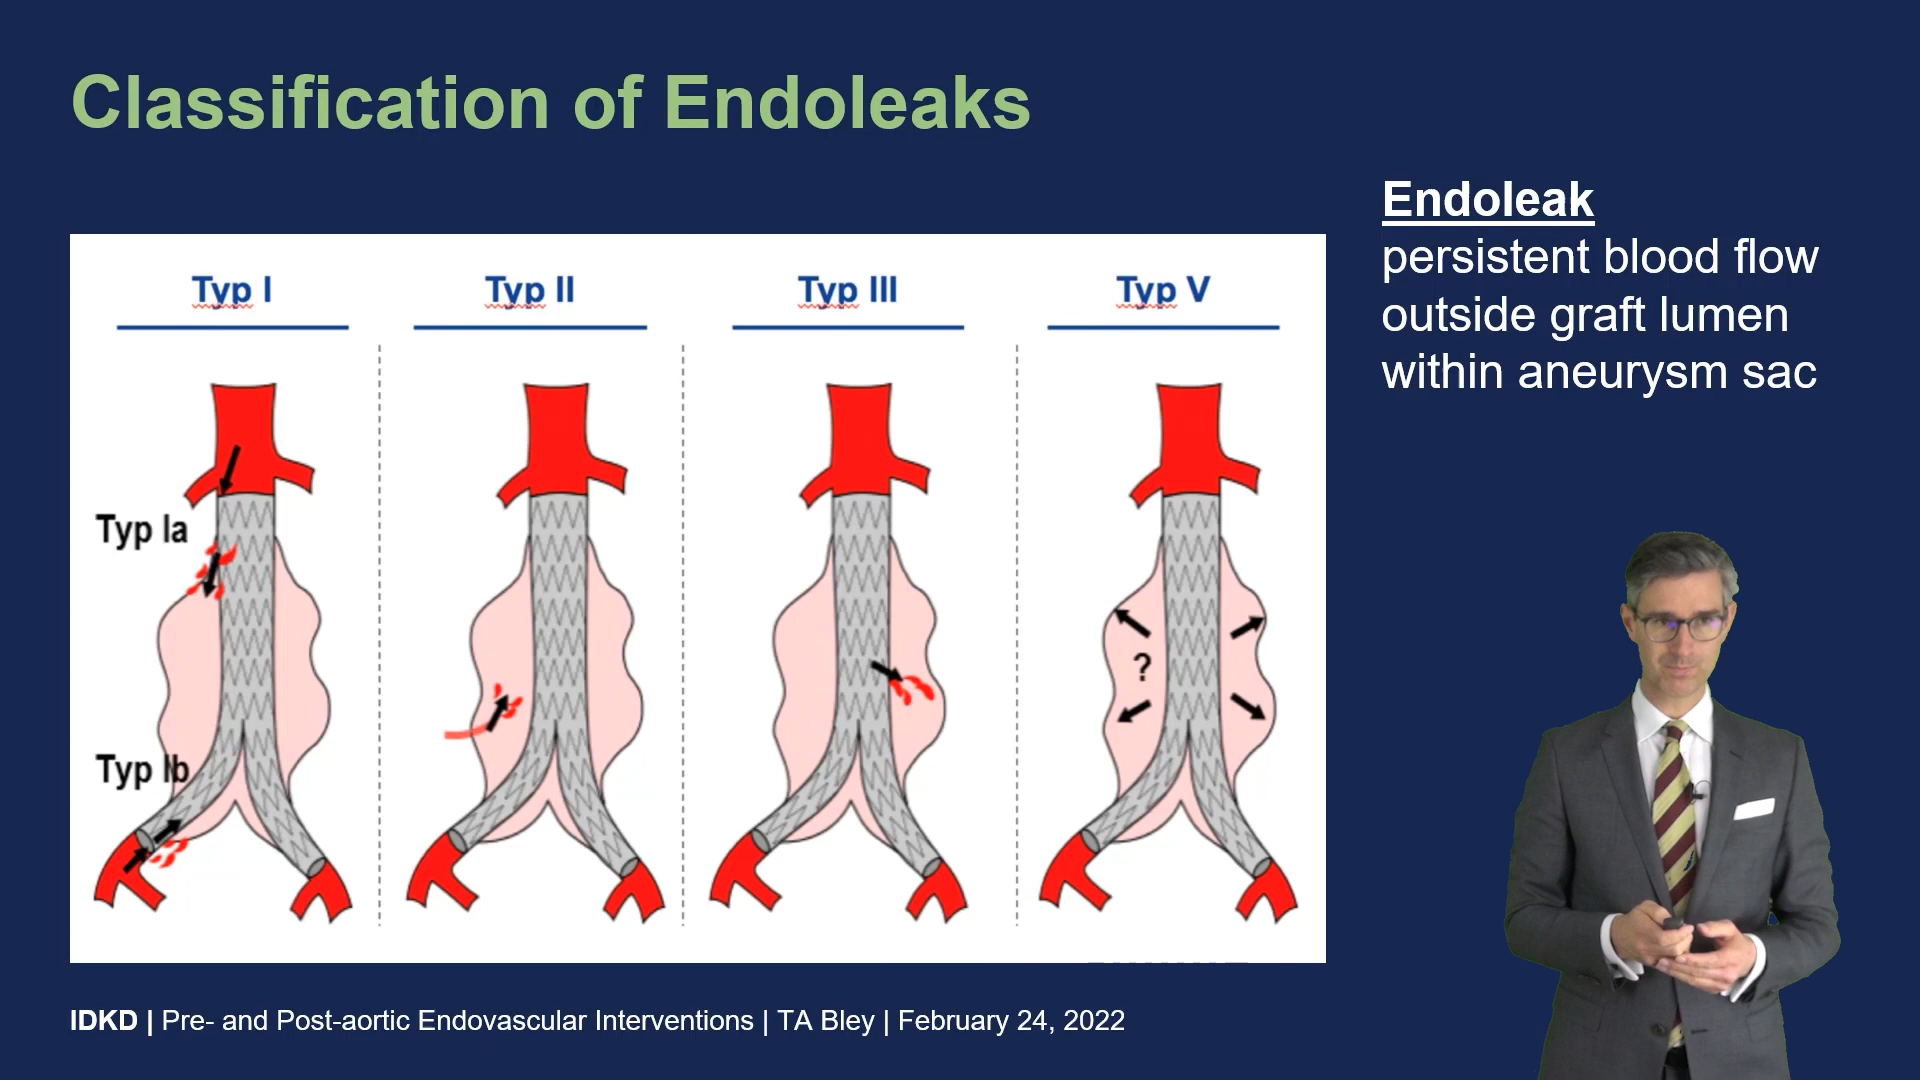 Classification of Endoleaks
Endoleak
persistent blood flow
outside graft lumen
within aneurysm sac
Typ I
Typ II
Typ III
Typ V
Typ Ia
?
Typ Ib
IDKD | Pre- and Post-aortic Endovascular Interventions | TA Bley | February 24, 2022